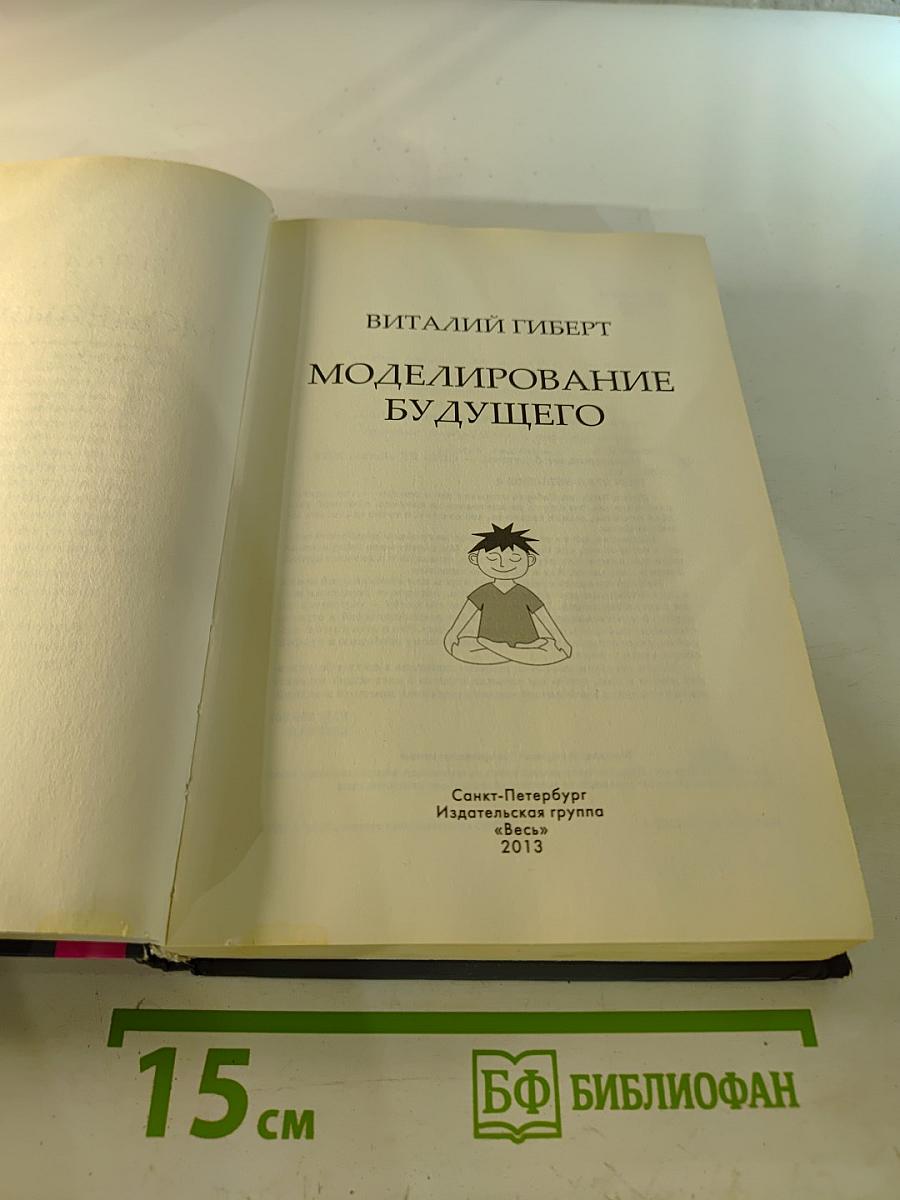 ВИТАЛИЙ ГИБЕРТ
МОДЕЛИРОВАНИЕ
БУДУЩЕГО
Санкт-Петербург
Издательская группа
«Весь»
2013
15 см
БФ БИБЛИОФАН